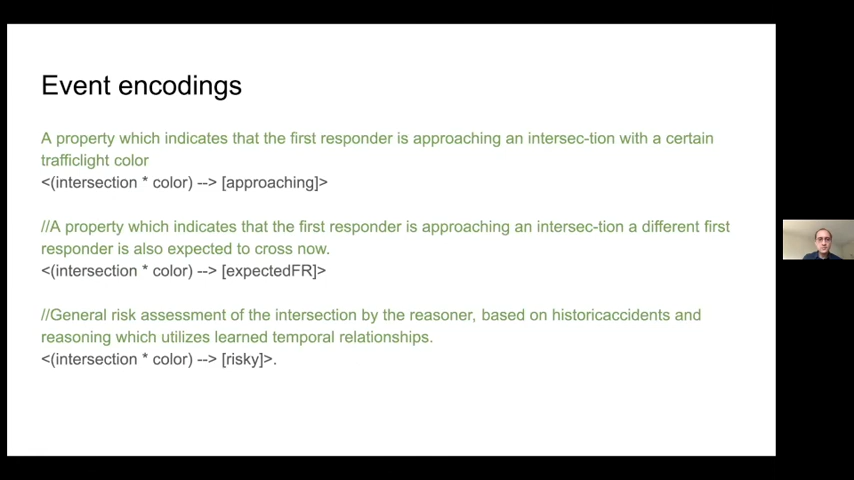 Event encodings
A property which indicates that the first responder is approaching an intersec-tion with a certain
trafficlight color
<(intersection * color) --> [approaching]>
//A property which indicates that the first responder is approaching an intersec-tion a different first
responder is also expected to cross now.
<(intersection * color) --> [expectedFR]>
//General risk assessment of the intersection by the reasoner, based on historicaccidents and
reasoning which utilizes learned temporal relationships.
<(intersection * color) --> [risky]>.